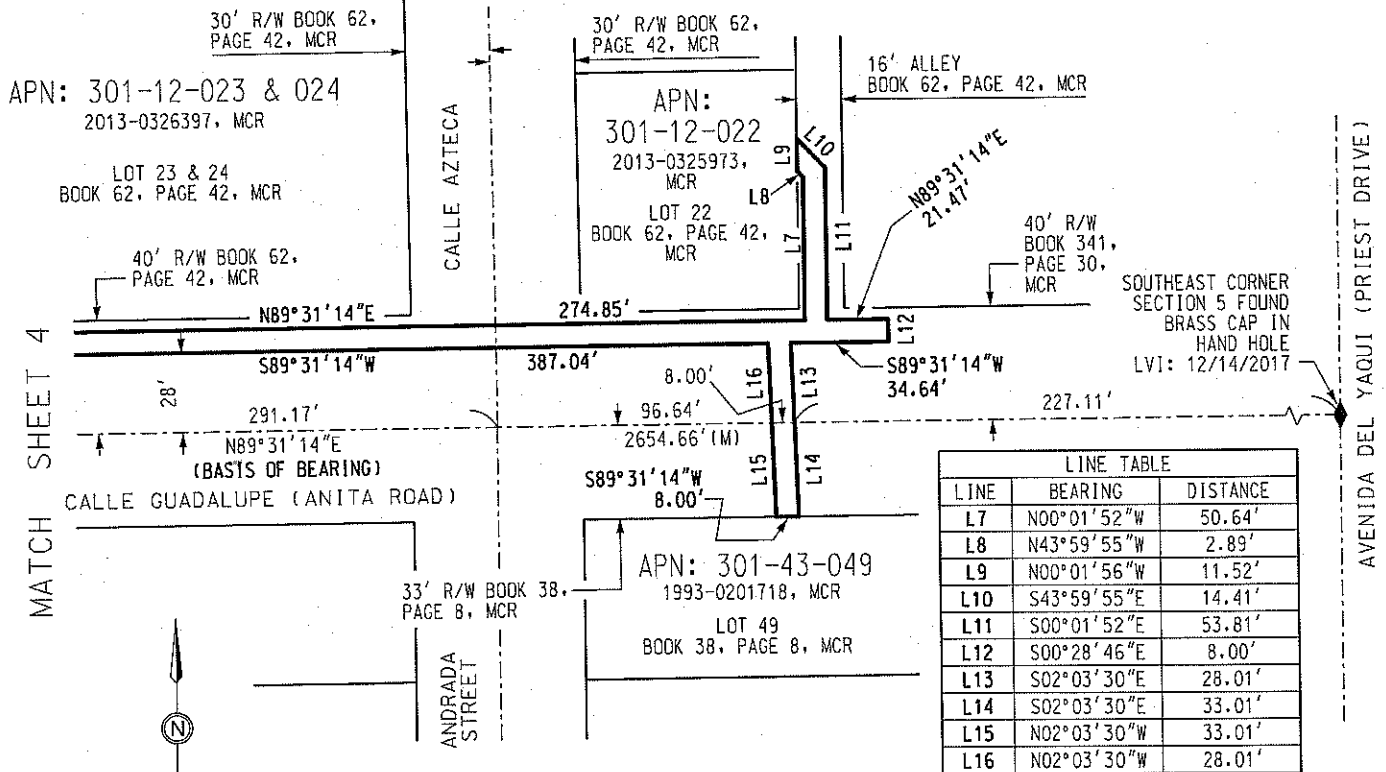 30' R/W BOOK 62,
PAGE 42, MCR
30' R/W BOOK 62,
PAGE 42, MCR
16' ALLEY
BOOK 62, PAGE 42, MCR
APN: 301-12-023 & 024
2013-0326397, MCR
LOT 23 & 24
BOOK 62, PAGE 42, MCR
CALLE AZTECA
APN:
301-12-022
2013-0325973,
MCR
LOT 22
BOOK 62, PAGE 42,
MCR
L9
L10
L8
L7
L11
N89°31'14"E
21.47'
40' R/W BOOK 62,
PAGE 42, MCR
40' R/W
BOOK 341,
PAGE 30,
MCR
SOUTHEAST CORNER
SECTION 5 FOUND
BRASS CAP IN
HAND HOLE
LVI: 12/14/2017
AVENIDA DEL YAQUI (PRIEST DRIVE)
MATCH SHEET 4
N89°31'14"E
274.85'
L12
S89°31'14"W
387.04'
S89°31'14"W
34.64'
28'
8.00'
L16
L13
291.17'
96.64'
227.11'
N89°31'14"E
(BASIS OF BEARING)
2654.66'(M)
CALLE GUADALUPE (ANITA ROAD)
S89°31'14"W
8.00'
L15
L14
33' R/W BOOK 38,
PAGE 8, MCR
APN: 301-43-049
1993-0201718, MCR
LOT 49
BOOK 38, PAGE 8, MCR
ANDRADA
STREET
N
LINE TABLE
LINE BEARING DISTANCE
L7 N00°01'52"W 50.64'
L8 N43°59'55"W 2.89'
L9 N00°01'56"W 11.52'
L10 S43°59'55"E 14.41'
L11 S00°01'52"E 53.81'
L12 S00°28'46"E 8.00'
L13 S02°03'30"E 28.01'
L14 S02°03'30"E 33.01'
L15 N02°03'30"W 33.01'
L16 N02°03'30"W 28.01'